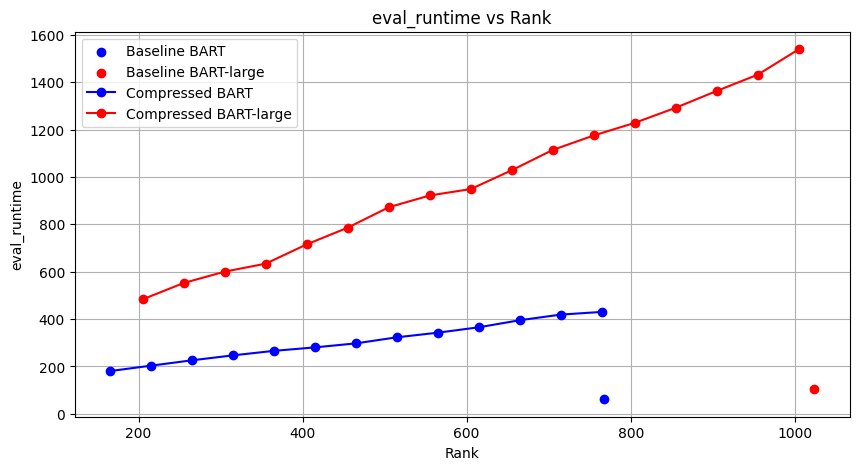 eval_runtime vs Rank
Baseline BART
Baseline BART-large
Compressed BART
Compressed BART-large
eval_runtime
1600
1400
1200
1000
800
600
400
200
0
200
400
600
800
1000
Rank